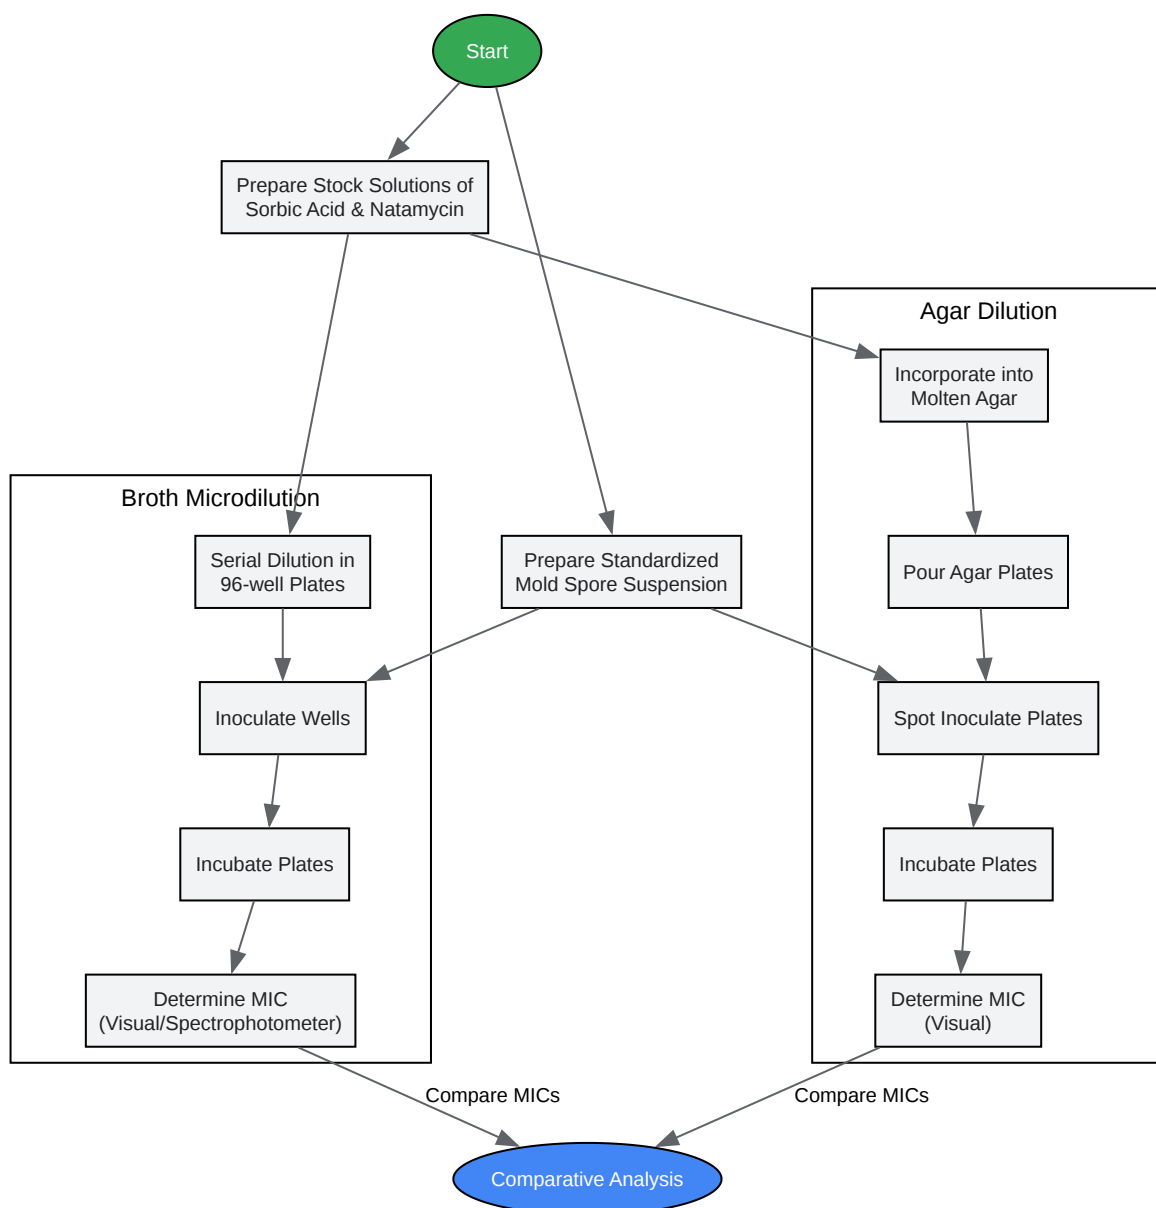 Start
Prepare Stock Solutions of
Sorbic Acid & Natamycin
Agar Dilution
Incorporate into
Molten Agar
Broth Microdilution
Serial Dilution in
96-well Plates
Prepare Standardized
Mold Spore Suspension
Pour Agar Plates
Inoculate Wells
Spot Inoculate Plates
Incubate Plates
Incubate Plates
Determine MIC
(Visual/Spectrophotometer)
Determine MIC
(Visual)
Compare MICs
Compare MICs
Comparative Analysis